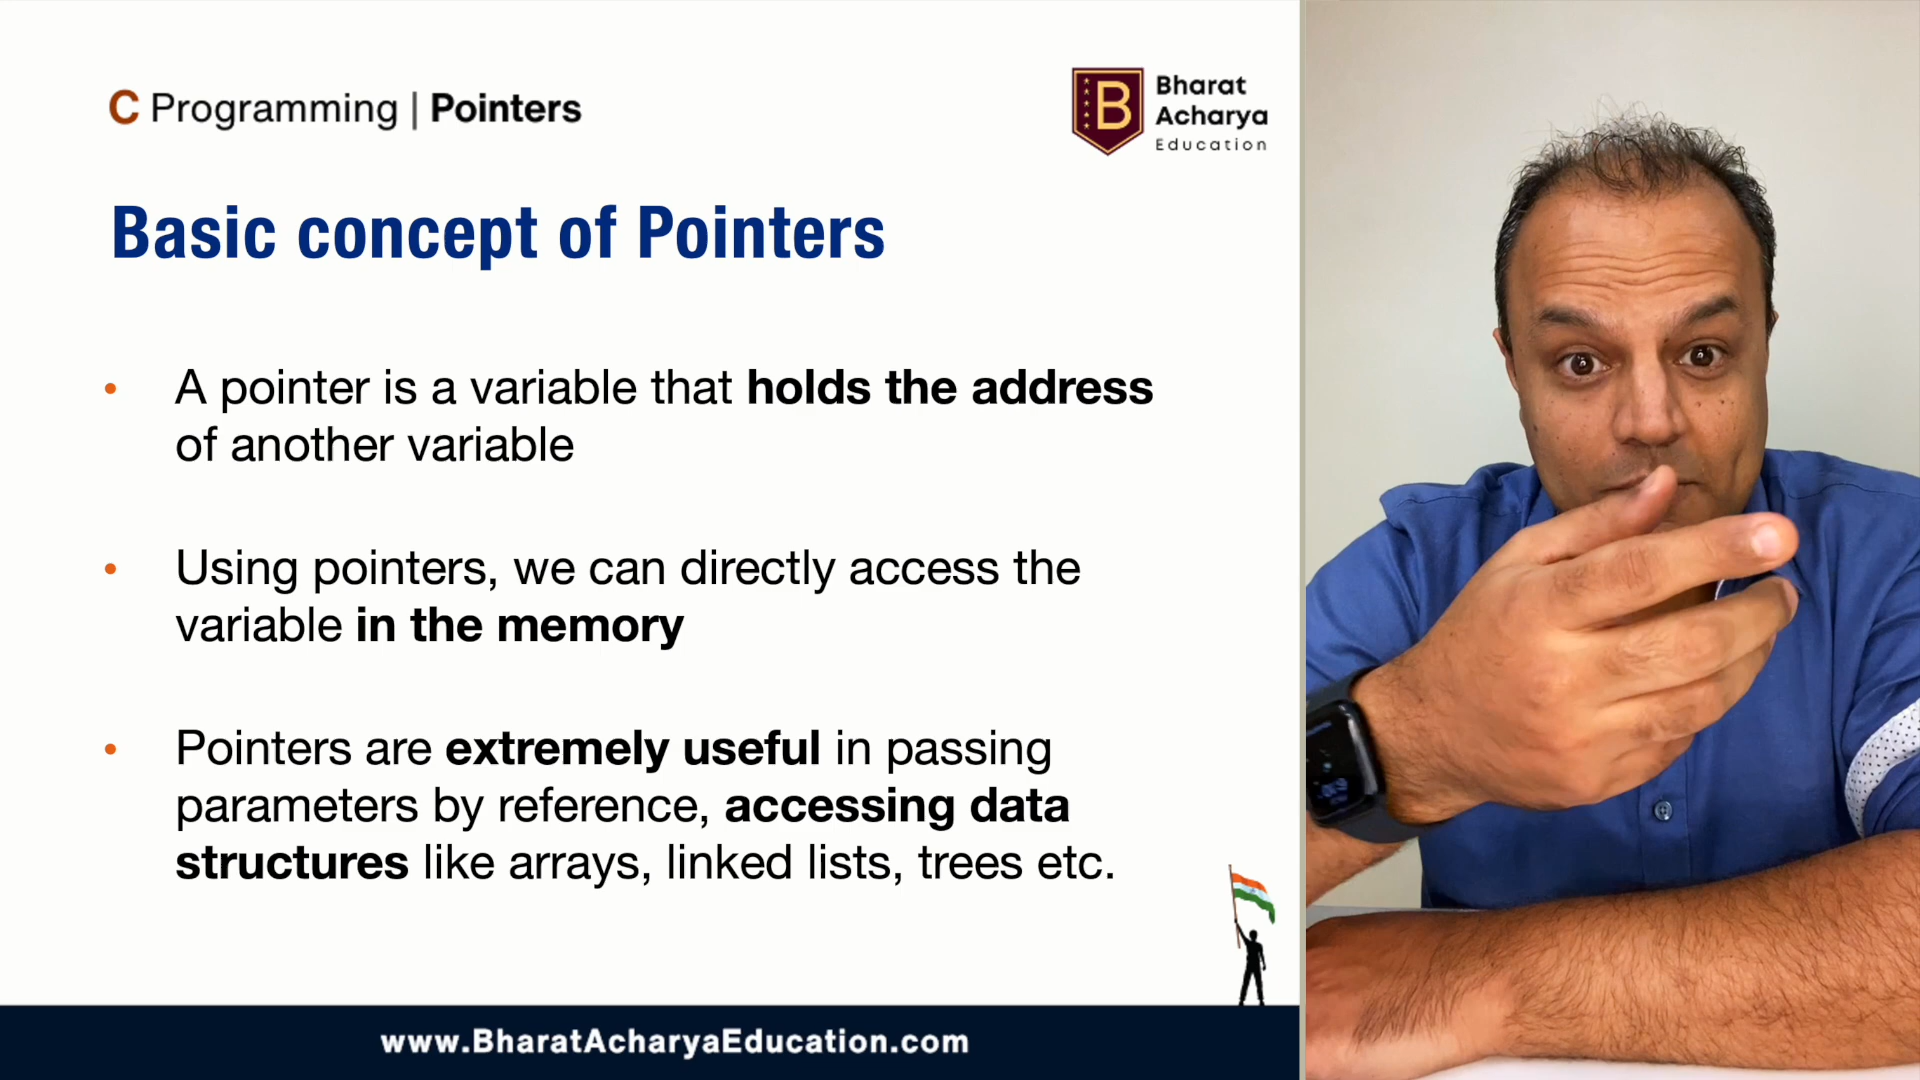 C Programming | Pointers
Bharat
Acharya
Education
Basic concept of Pointers
• A pointer is a variable that holds the address
of another variable
• Using pointers, we can directly access the
variable in the memory
• Pointers are extremely useful in passing
parameters by reference, accessing data
structures like arrays, linked lists, trees etc.
www.BharatAcharyaEducation.com